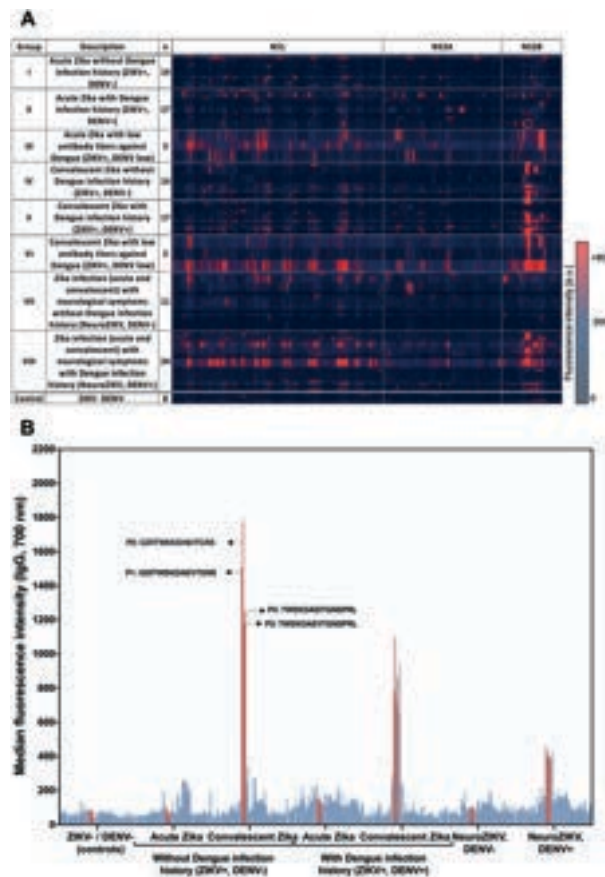 A
Group Description n NS1 NS2A NS2B
I Acute Zika without Dengue infection history (ZIKV+, DENV-)
II Acute Zika with Dengue infection history (ZIKV+, DENV+) 17
III Acute Zika with low antibody titers against Dengue (ZIKV+, DENV low)
IV Convalescent Zika without Dengue infection history (ZIKV+, DENV-)
V Convalescent Zika with Dengue infection history (ZIKV+, DENV+) 17
VI Convalescent Zika with low antibody titers against Dengue (ZIKV+, DENV low)
VII Zika infection (acute and convalescent) with neurological symptoms without Dengue infection history (NeuroZIKV, DENV-) 11
VIII Zika infection (acute and convalescent) with neurological symptoms with Dengue infection history (NeuroZIKV, DENV+)
Control ZIKV- DENV-
Fluorescence intensity [a.u.]
0
B
Median fluorescence intensity (IgG, 700 nm)
2200
2000
1800
1600
1400
1200
1000
800
600
400
200
0
ZIKV- / DENV- (controls)
Acute Zika
Convalescent Zika
Acute Zika
Convalescent Zika
NeuroZIKV, DENV-
NeuroZIKV, DENV+
Without Dengue infection history (ZIKV+, DENV-)
With Dengue infection history (ZIKV+, DENV+)